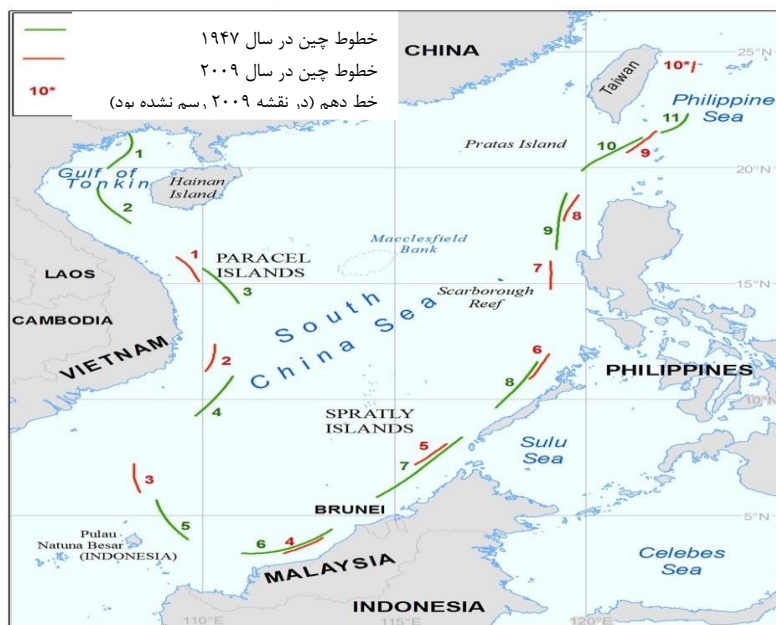 خطوط چین در سال ۱۹۴۷
خطوط چین در سال ۲۰۰۹
10*
خط دهم (در نقشه ۲۰۰۹ رسم نشده بود)
CHINA
25°N
Taiwan
10*
Philippine
Sea
11
10
9
Pratas Island
1
Gulf of
Tonkin
Hainan
Island
20°N
2
8
9
Macclesfield
Bank
1
PARACEL
ISLANDS
LAOS
3
7
Scarborough
Reef
15°N
CAMBODIA
VIETNAM
South
China Sea
2
6
PHILIPPINES
4
8
10°N
SPRATLY
ISLANDS
5
7
Sulu
Sea
3
BRUNEI
5
5°N
Pulau
Natuna Besar
(INDONESIA)
6
4
MALAYSIA
Celebes
Sea
INDONESIA
110°E
115°E
120°E